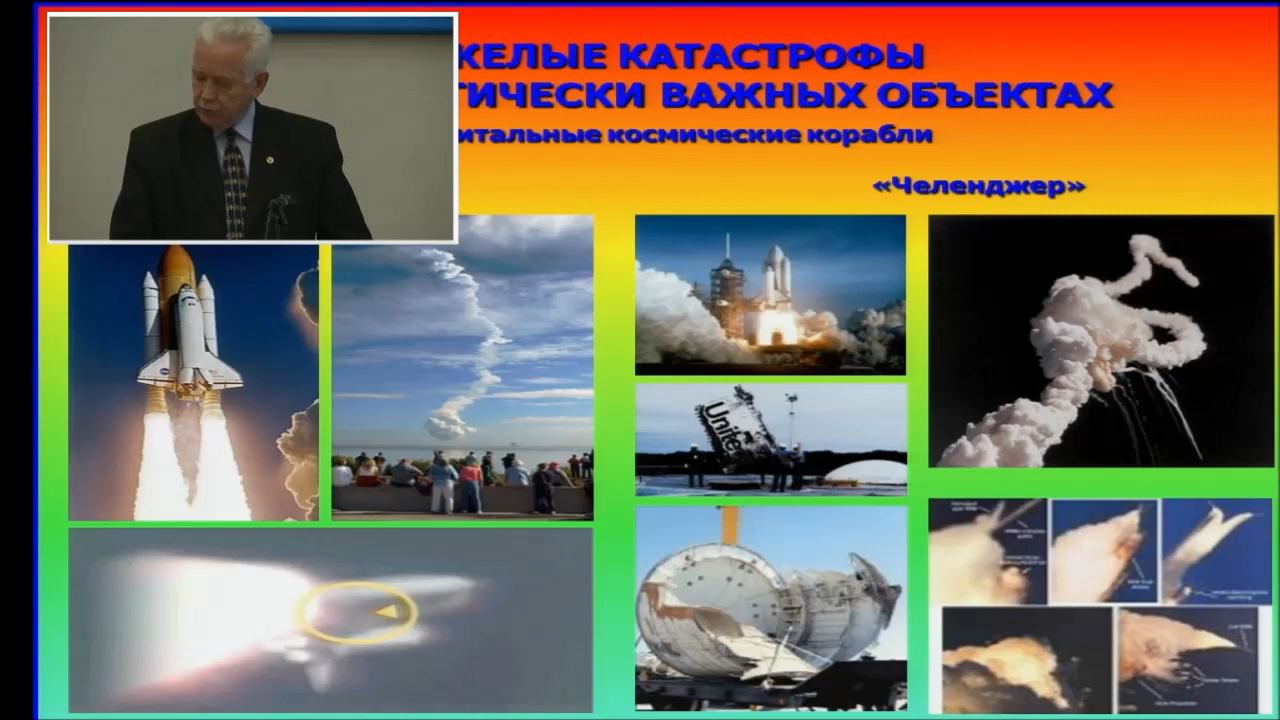 ЖЕЛЫЕ КАТАСТРОФЫ
ТИЧЕСКИ ВАЖНЫХ ОБЪЕКТАХ
итальные космические корабли
«Челенджер»
Unite